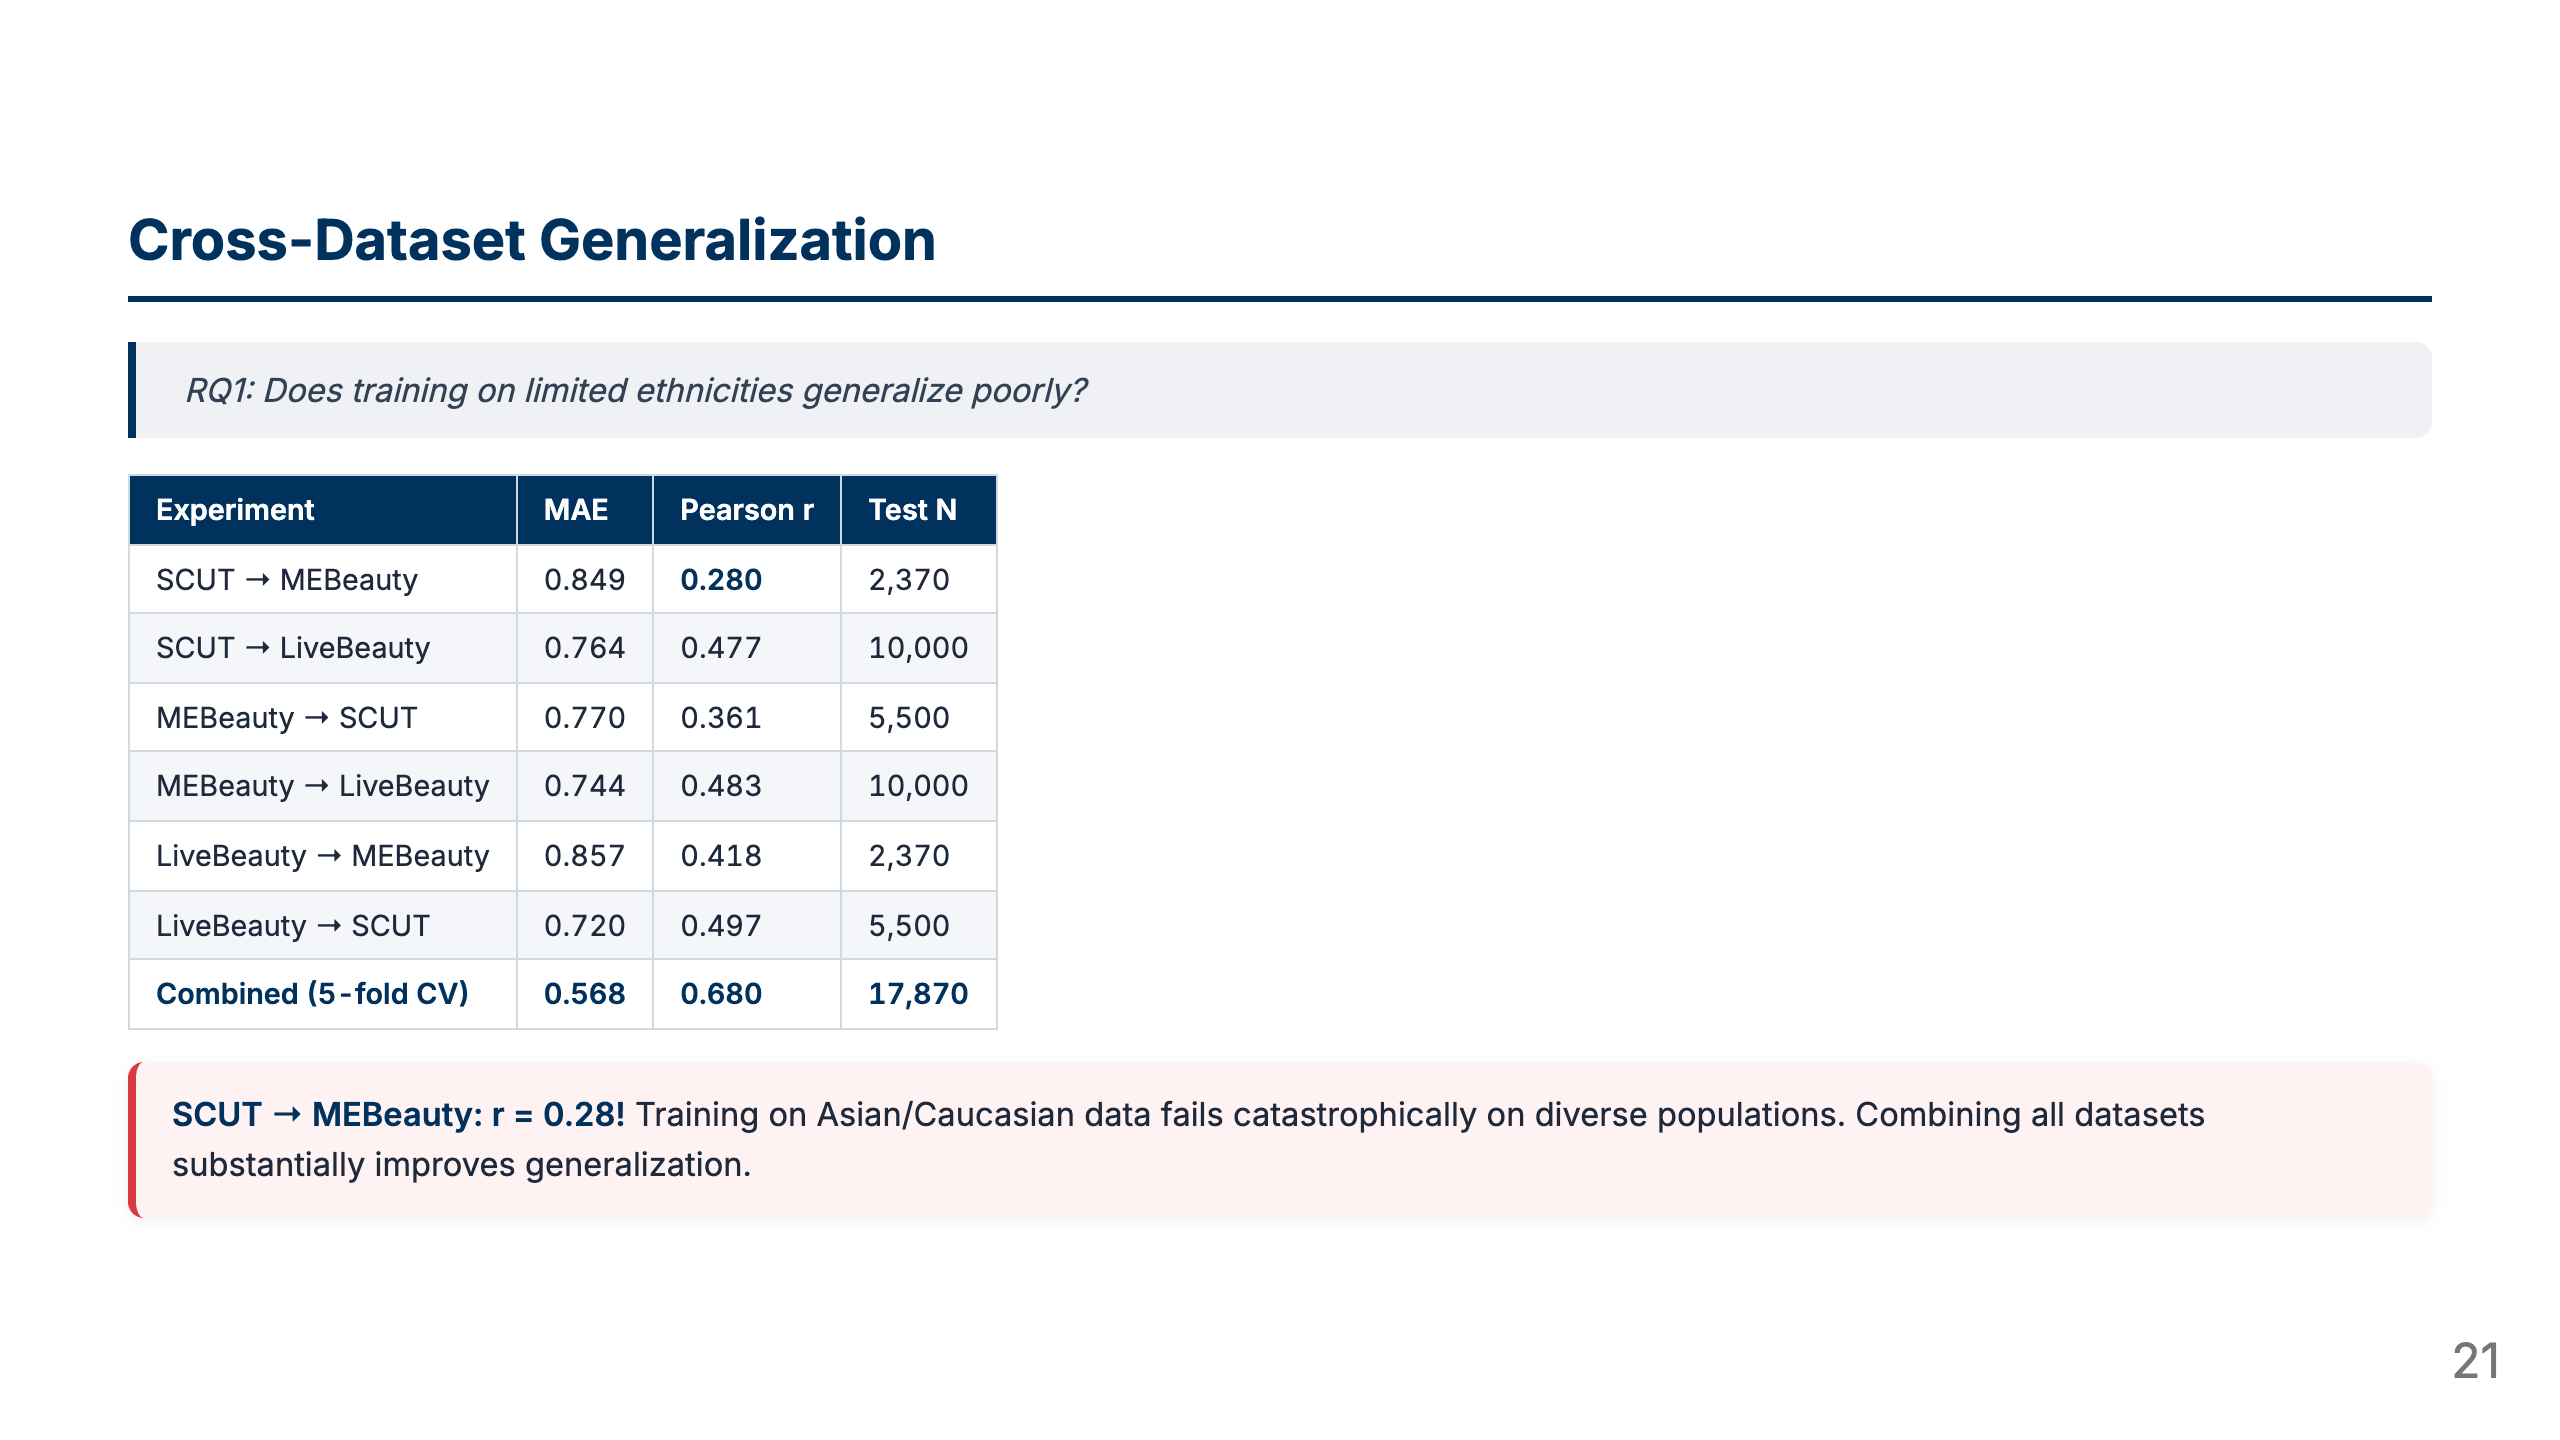 Cross-Dataset Generalization
RQ1: Does training on limited ethnicities generalize poorly?
Experiment MAE Pearson r Test N
SCUT → MEBeauty 0.849 0.280 2,370
SCUT → LiveBeauty 0.764 0.477 10,000
MEBeauty → SCUT 0.770 0.361 5,500
MEBeauty → LiveBeauty 0.744 0.483 10,000
LiveBeauty → MEBeauty 0.857 0.418 2,370
LiveBeauty → SCUT 0.720 0.497 5,500
Combined (5-fold CV) 0.568 0.680 17,870
SCUT → MEBeauty: r = 0.28! Training on Asian/Caucasian data fails catastrophically on diverse populations. Combining all datasets
substantially improves generalization.
21